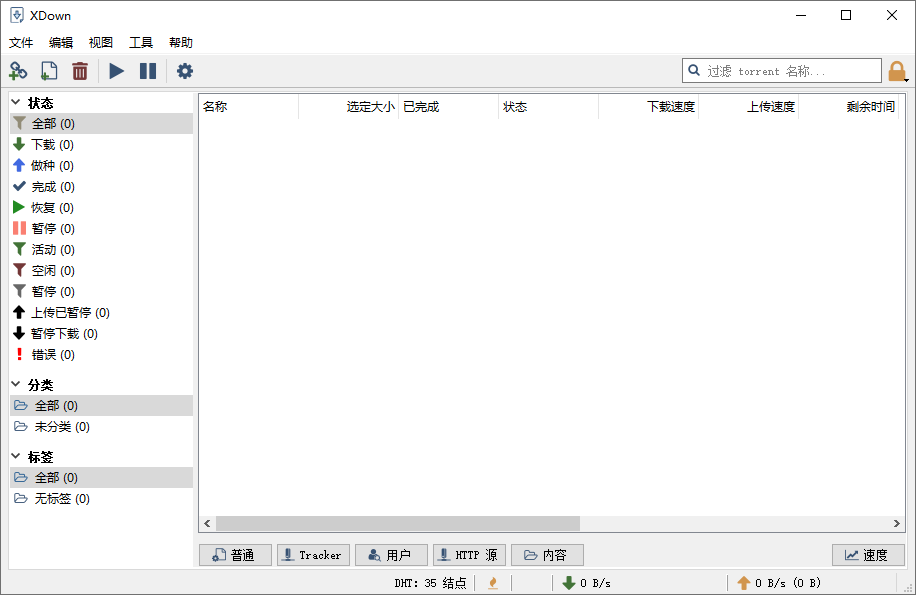 XDown
文件 编辑 视图 工具 帮助
过滤 torrent 名称...
状态
全部 (0)
下载 (0)
做种 (0)
完成 (0)
恢复 (0)
暂停 (0)
活动 (0)
空闲 (0)
暂停 (0)
上传已暂停 (0)
暂停下载 (0)
错误 (0)
分类
全部 (0)
未分类 (0)
标签
全部 (0)
无标签 (0)
名称 选定大小 已完成 状态 下载速度 上传速度 剩余时间
普通 Tracker 用户 HTTP 源 内容 速度
DHT: 35 结点 0 B/s 0 B/s (0 B)